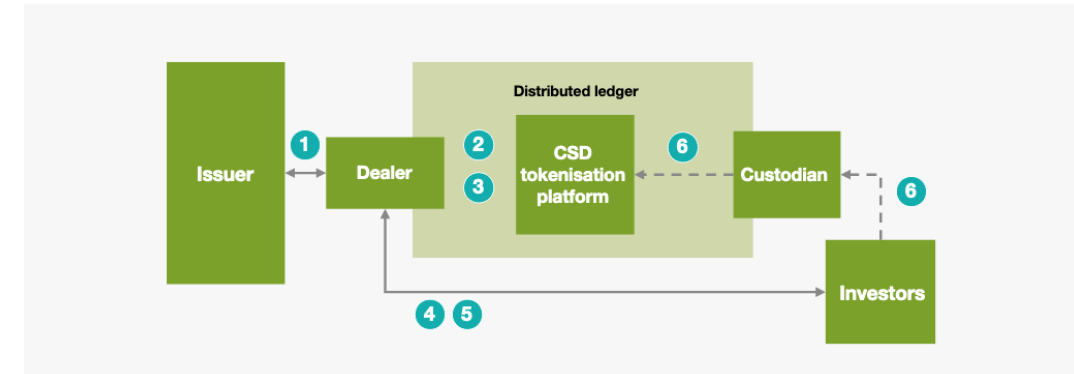 Distributed ledger
Issuer
1
Dealer
2
3
CSD
tokenisation
platform
6
Custodian
6
Investors
4 5